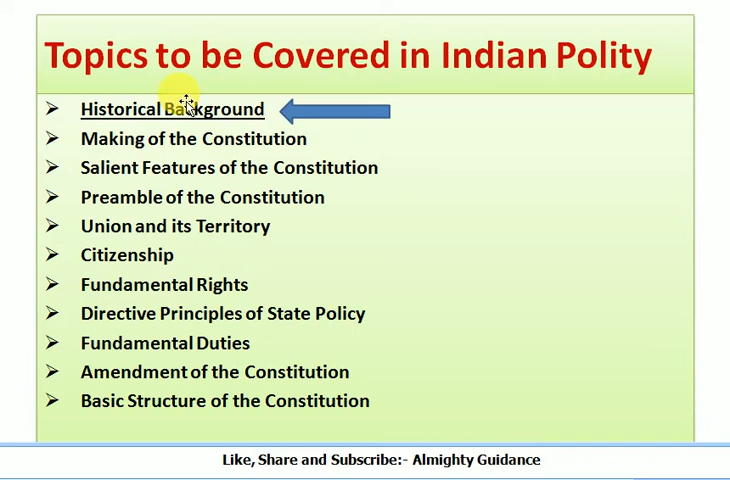 Topics to be Covered in Indian Polity
Historical Background
Making of the Constitution
Salient Features of the Constitution
Preamble of the Constitution
Union and its Territory
Citizenship
Fundamental Rights
Directive Principles of State Policy
Fundamental Duties
Amendment of the Constitution
Basic Structure of the Constitution
Like, Share and Subscribe:- Almighty Guidance